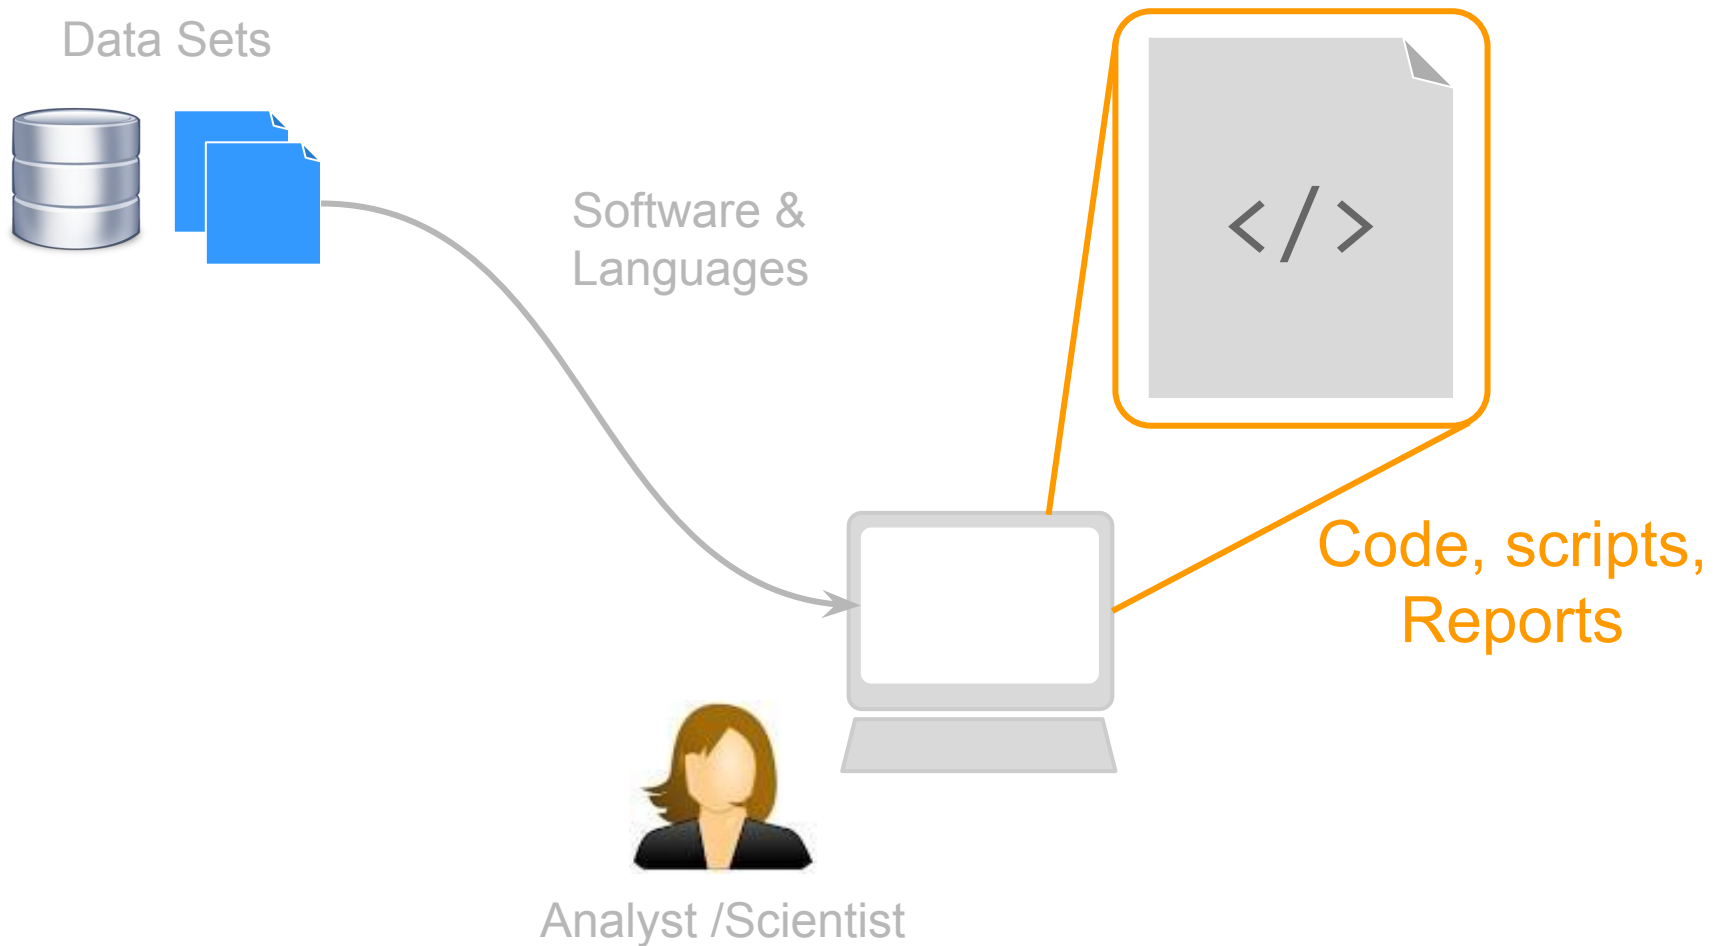 Data Sets
Software &
Languages
</>
Code, scripts,
Reports
Analyst /Scientist